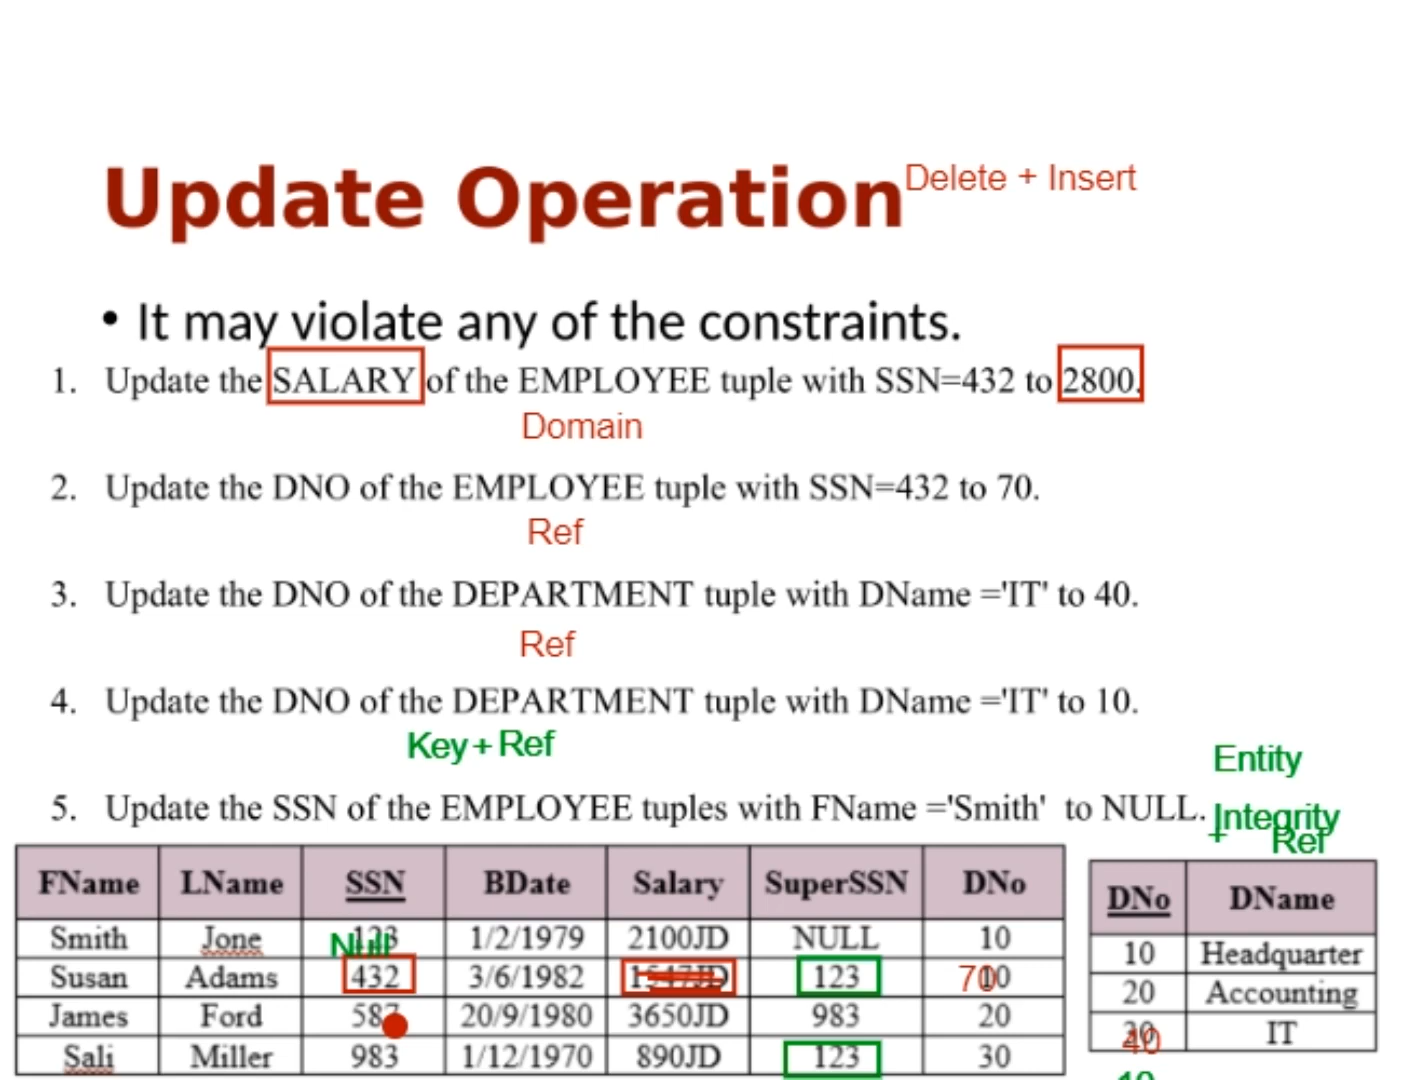 Update Operation Delete + Insert
• It may violate any of the constraints.
1. Update the SALARY of the EMPLOYEE tuple with SSN=432 to 2800.
Domain
2. Update the DNO of the EMPLOYEE tuple with SSN=432 to 70.
Ref
3. Update the DNO of the DEPARTMENT tuple with DName ='IT' to 40.
Ref
4. Update the DNO of the DEPARTMENT tuple with DName ='IT' to 10.
Key + Ref
Entity
5. Update the SSN of the EMPLOYEE tuples with FName ='Smith' to NULL.
Integrity
+ Ref
FName LName SSN BDate Salary SuperSSN DNo
Smith Jone Null 1/2/1979 2100JD NULL 10
Susan Adams 432 3/6/1982 123 70
James Ford 587 20/9/1980 3650JD 983 20
Sali Miller 983 1/12/1970 890JD 123 30
DNo DName
10 Headquarter
20 Accounting
40 IT